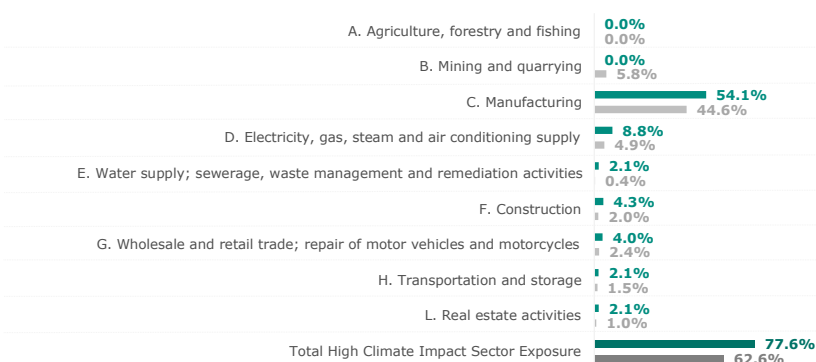 A. Agriculture, forestry and fishing 0.0%
0.0%
B. Mining and quarrying 0.0%
5.8%
C. Manufacturing 54.1%
44.6%
D. Electricity, gas, steam and air conditioning supply 8.8%
4.9%
E. Water supply; sewerage, waste management and remediation activities 2.1%
0.4%
F. Construction 4.3%
2.0%
G. Wholesale and retail trade; repair of motor vehicles and motorcycles 4.0%
2.4%
H. Transportation and storage 2.1%
1.5%
L. Real estate activities 2.1%
1.0%
Total High Climate Impact Sector Exposure 77.6%
62.6%